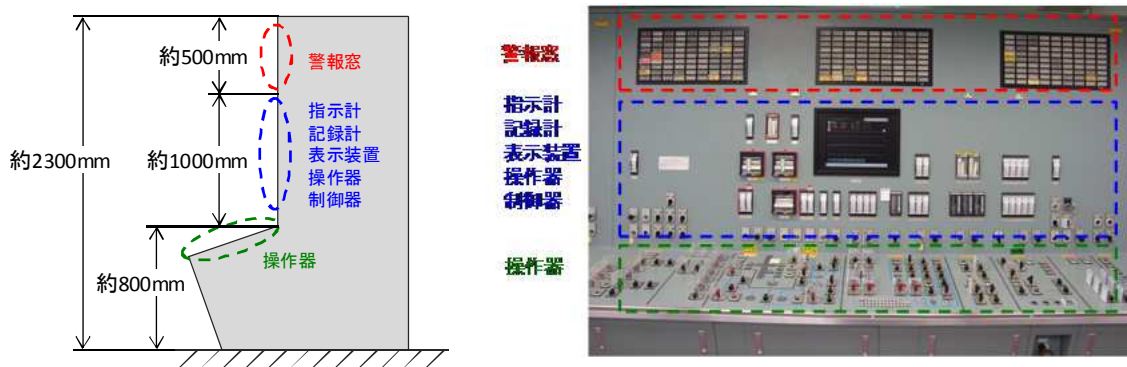 約500mm
警報窓
指示計
記録計
表示装置
操作器
制御器
約2300mm
約1000mm
操作器
約800mm
警報窓
指示計
記録計
表示装置
操作器
制御器
操作器